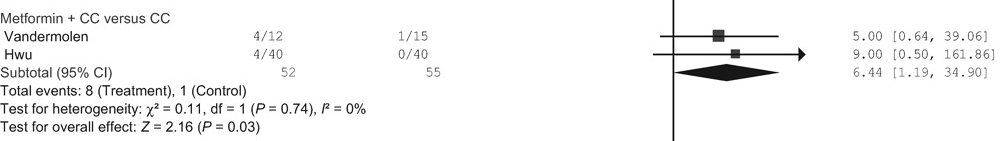 Metformin + CC versus CC
Vandermolen 4/12 1/15 5.00 [0.64, 39.06]
Hwu 4/40 0/40 9.00 [0.50, 161.86]
Subtotal (95% CI) 52 55 6.44 [1.19, 34.90]
Total events: 8 (Treatment), 1 (Control)
Test for heterogeneity: χ² = 0.11, df = 1 (P = 0.74), I² = 0%
Test for overall effect: Z = 2.16 (P = 0.03)